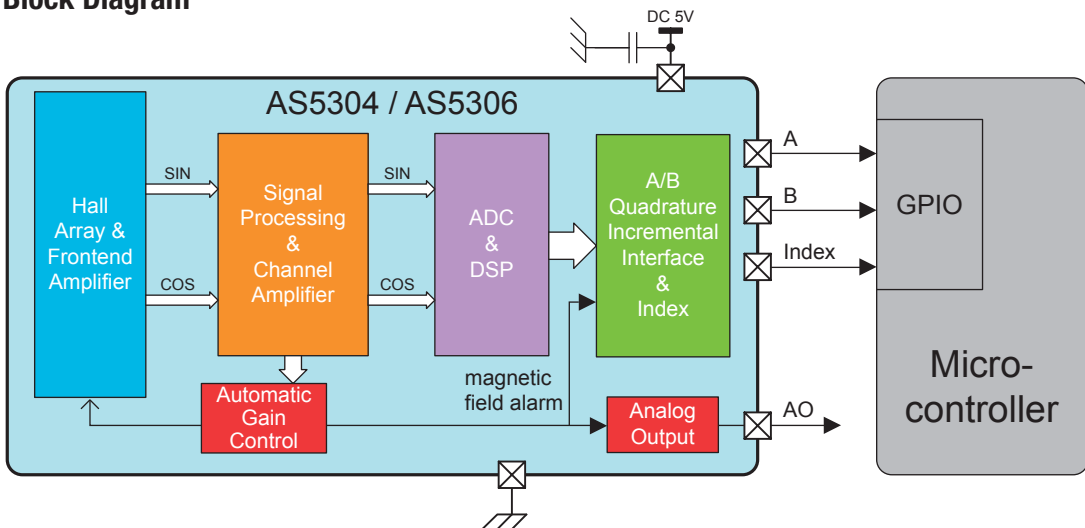 Block Diagram
DC 5V
AS5304 / AS5306
Hall
Array &
Frontend
Amplifier
SIN
COS
Signal
Processing
&
Channel
Amplifier
SIN
COS
ADC
&
DSP
A/B
Quadrature
Incremental
Interface
&
Index
A
B
Index
GPIO
Micro-
controller
Automatic
Gain
Control
magnetic
field alarm
Analog
Output
AO